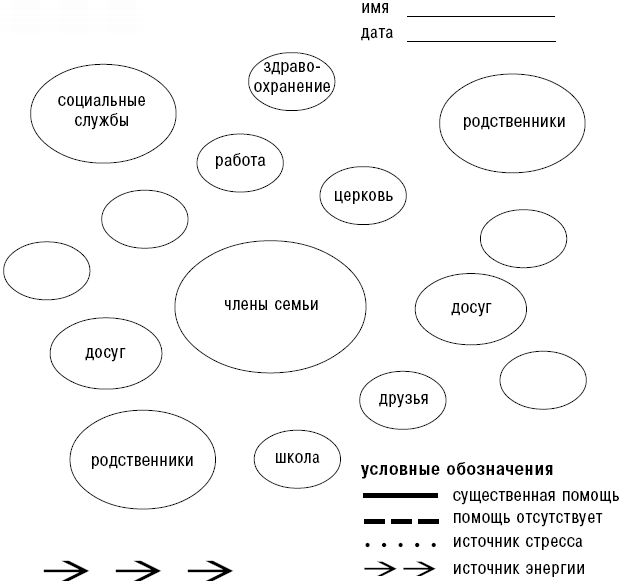 имя
дата
здраво-
охранение
социальные
службы
родственники
работа
церковь
члены семьи
досуг
досуг
друзья
родственники
школа
условные обозначения
существенная помощь
помощь отсутствует
источник стресса
источник энергии